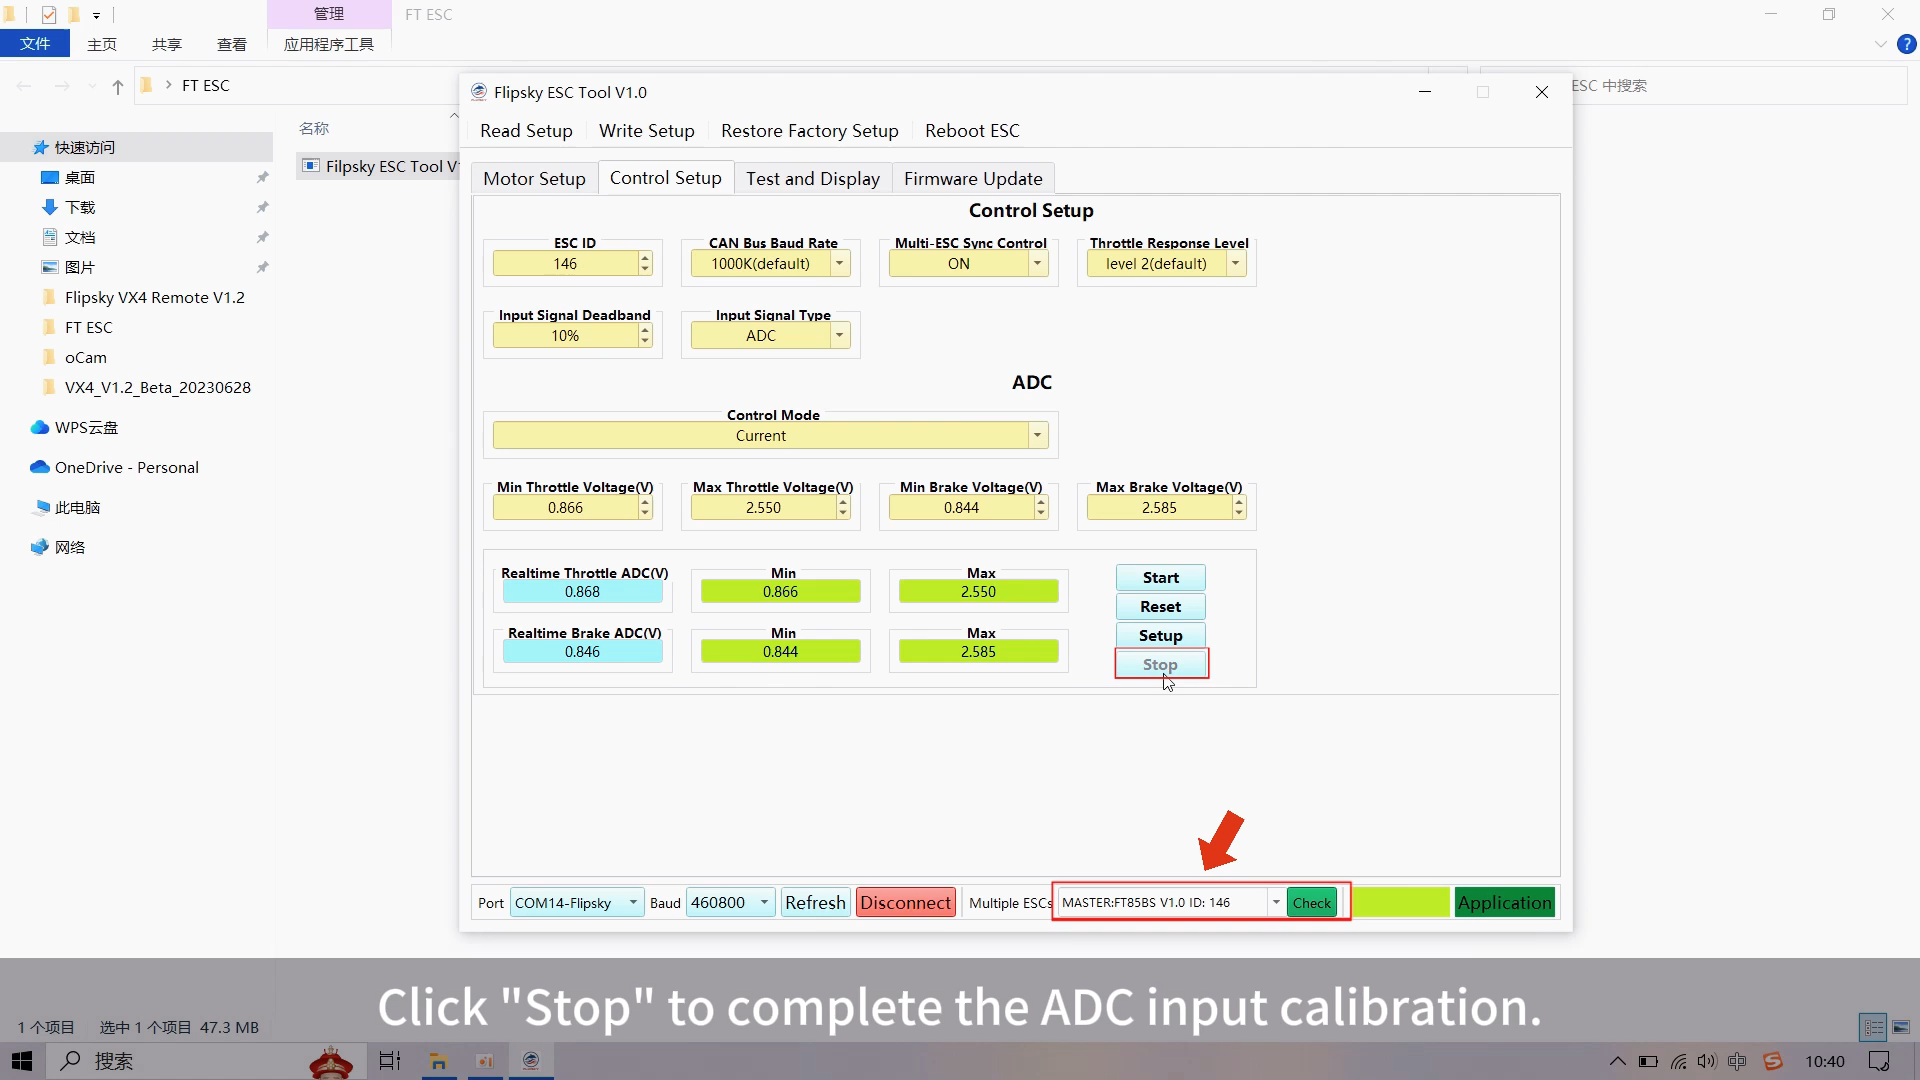 管理
FT ESC
文件
主页
共享
查看
应用程序工具
FT ESC
ESC 中搜索
名称
Filpsky ESC Tool V1
快速访问
桌面
下载
文档
图片
Flipsky VX4 Remote V1.2
FT ESC
oCam
VX4_V1.2_Beta_20230628
WPS云盘
OneDrive - Personal
此电脑
网络
Flipsky ESC Tool V1.0
Read Setup
Write Setup
Restore Factory Setup
Reboot ESC
Motor Setup
Control Setup
Test and Display
Firmware Update
Control Setup
ESC ID
146
CAN Bus Baud Rate
1000K(default)
Multi-ESC Sync Control
ON
Throttle Response Level
level 2(default)
Input Signal Deadband
10%
Input Signal Type
ADC
ADC
Control Mode
Current
Min Throttle Voltage(V)
0.866
Max Throttle Voltage(V)
2.550
Min Brake Voltage(V)
0.844
Max Brake Voltage(V)
2.585
Realtime Throttle ADC(V)
0.868
Min
0.866
Max
2.550
Realtime Brake ADC(V)
0.846
Min
0.844
Max
2.585
Start
Reset
Setup
Stop
Port
COM14-Flipsky
Baud
460800
Refresh
Disconnect
Multiple ESCs
MASTER:FT85BS V1.0 ID: 146
Check
Application
Click "Stop" to complete the ADC input calibration.
1 个项目
选中 1 个项目 47.3 MB
搜索
中
10:40